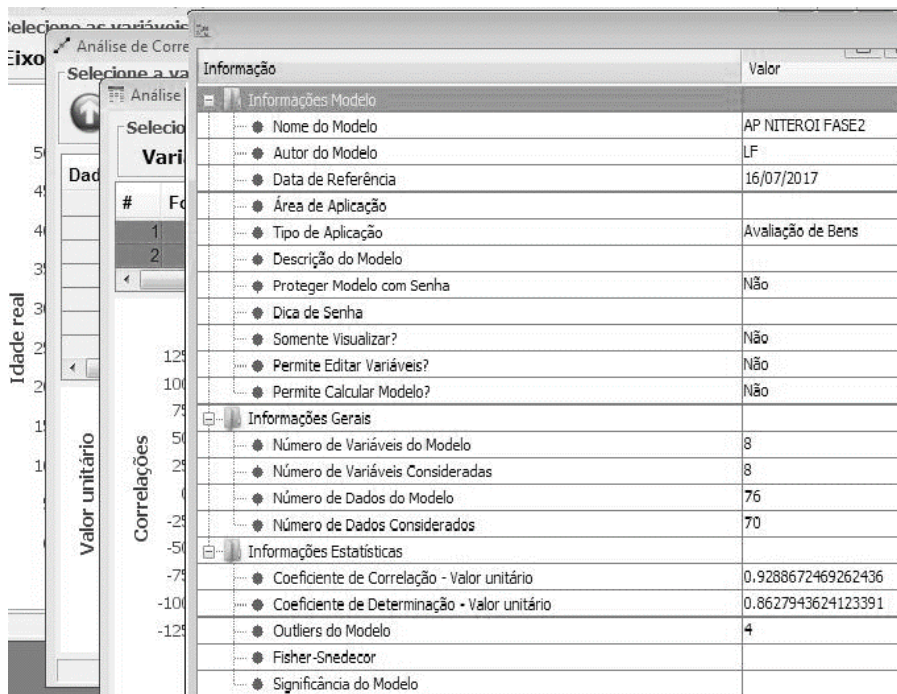 Selecione as variáveis
Eixo
Análise de Corre
Selecione a va
Dad
Análise
Selecio
Vari
#
Fo
1
2
Idade real
Valor unitário
Correlações
125
100
75
50
25
-25
-50
-75
-100
-125
Informação Valor
Informações Modelo
Nome do Modelo AP NITEROI FASE2
Autor do Modelo LF
Data de Referência 16/07/2017
Área de Aplicação
Tipo de Aplicação Avaliação de Bens
Descrição do Modelo
Proteger Modelo com Senha Não
Dica de Senha
Somente Visualizar? Não
Permite Editar Variáveis? Não
Permite Calcular Modelo? Não
Informações Gerais
Número de Variáveis do Modelo 8
Número de Variáveis Consideradas 8
Número de Dados do Modelo 76
Número de Dados Considerados 70
Informações Estatísticas
Coeficiente de Correlação - Valor unitário 0.9288672469262436
Coeficiente de Determinação - Valor unitário 0.8627943624123391
Outliers do Modelo 4
Fisher-Snedecor
Significância do Modelo